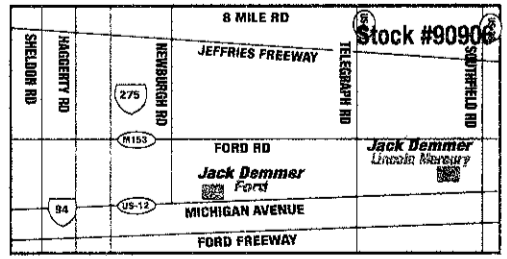 8 MILE RD
Stock #90906
JEFFRIES FREEWAY
SHELDON RD
HAGGERTY RD
NEWBURGH RD
TELEGRAPH RD
SOUTHFIELD RD
275
M153
FORD RD
Jack Demmer
Lincoln Mercury
Jack Demmer
Ford
94
US-12
MICHIGAN AVENUE
FORD FREEWAY